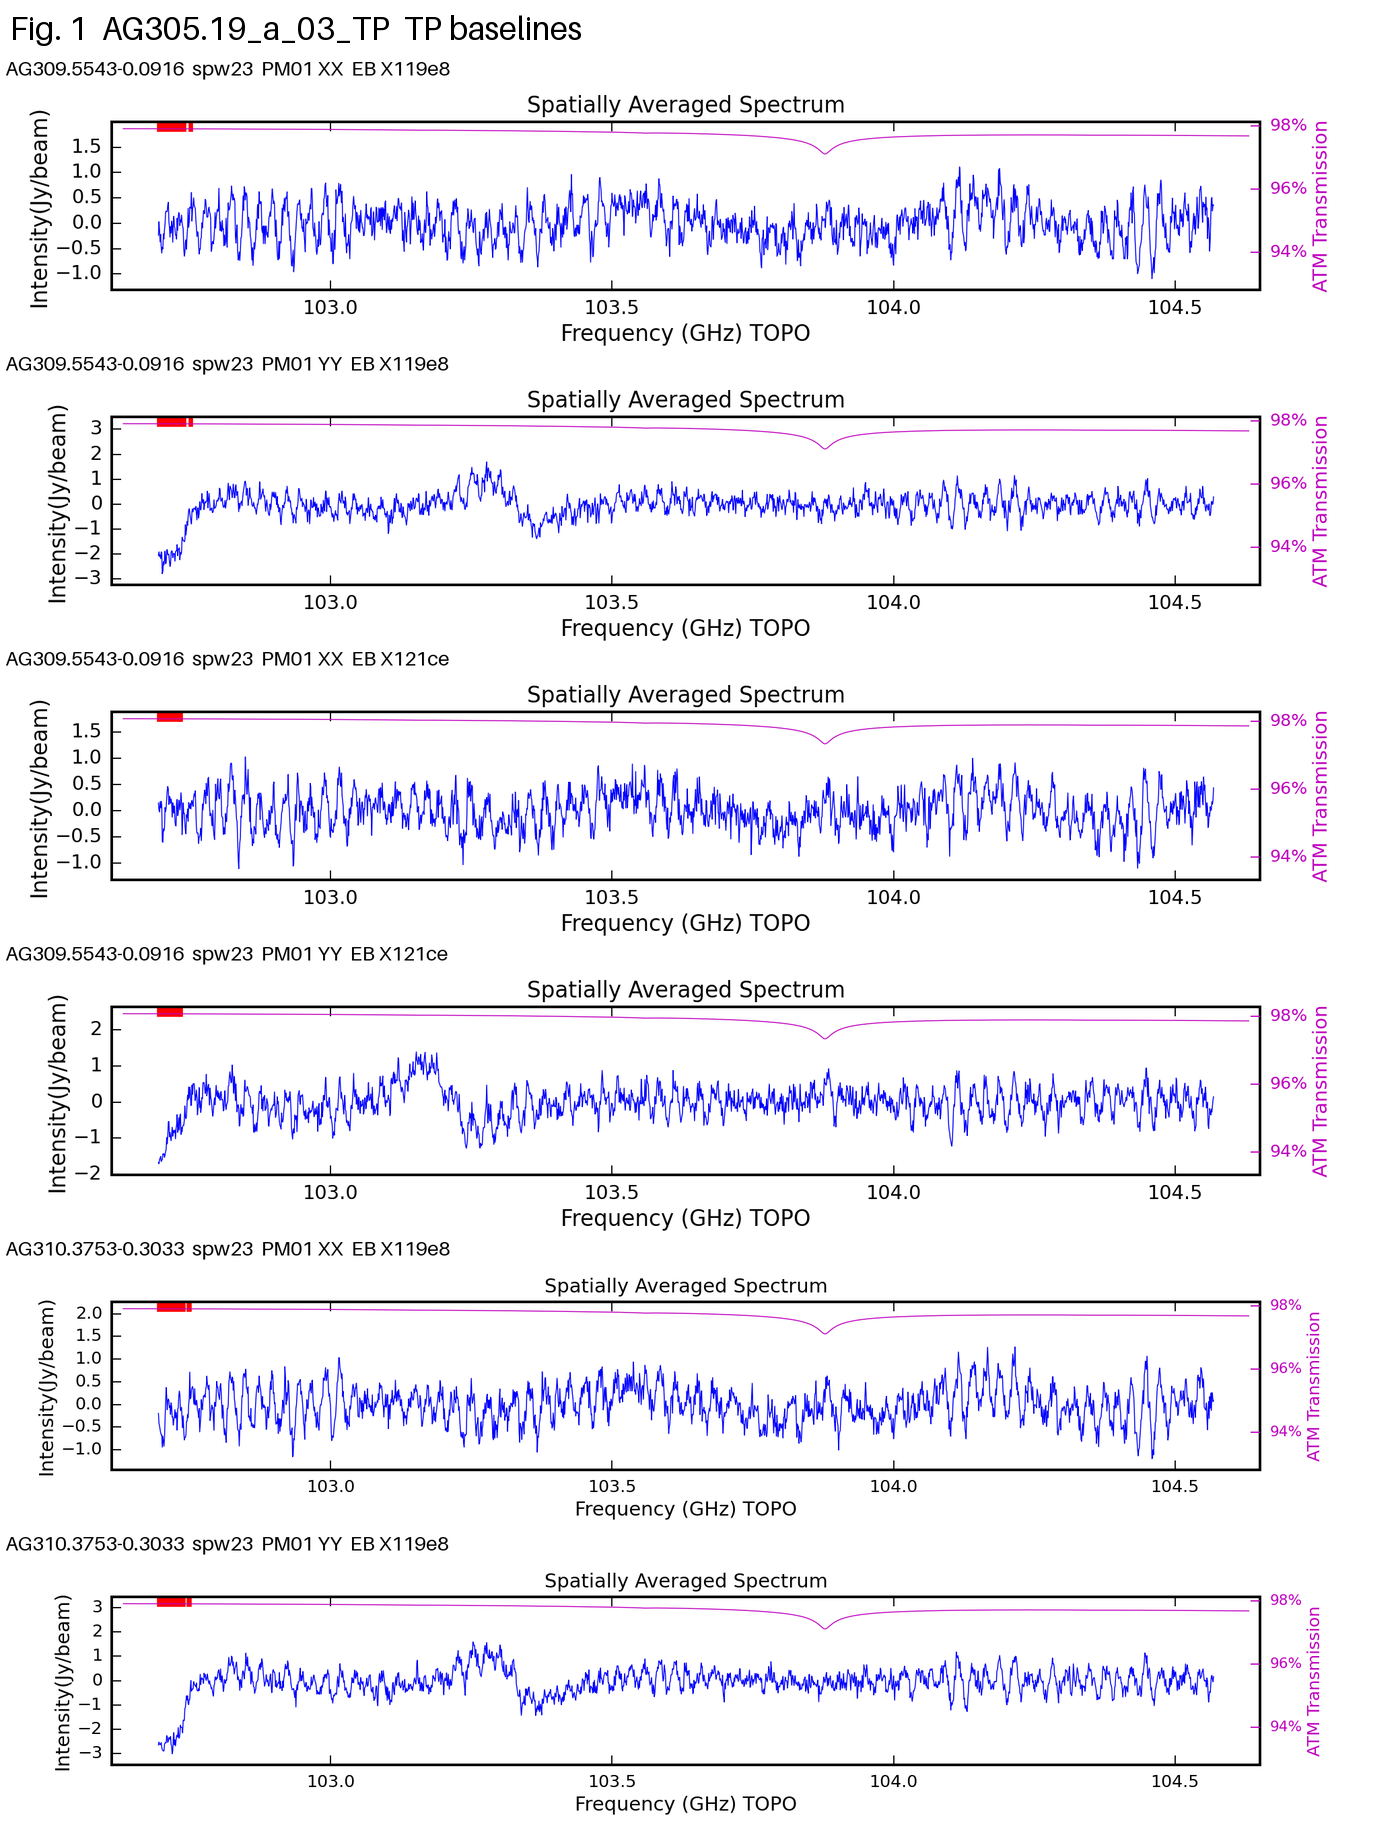 Fig. 1 AG305.19_a_03_TP TP baselines
AG309.5543-0.0916 spw23 PM01 XX EB X119e8
Spatially Averaged Spectrum
Intensity(Jy/beam)
1.5
1.0
0.5
0.0
−0.5
−1.0
98%
96%
94%
ATM Transmission
103.0 103.5 104.0 104.5
Frequency (GHz) TOPO
AG309.5543-0.0916 spw23 PM01 YY EB X119e8
Spatially Averaged Spectrum
Intensity(Jy/beam)
3
2
1
0
−1
−2
−3
98%
96%
94%
ATM Transmission
103.0 103.5 104.0 104.5
Frequency (GHz) TOPO
AG309.5543-0.0916 spw23 PM01 XX EB X121ce
Spatially Averaged Spectrum
Intensity(Jy/beam)
1.5
1.0
0.5
0.0
−0.5
−1.0
98%
96%
94%
ATM Transmission
103.0 103.5 104.0 104.5
Frequency (GHz) TOPO
AG309.5543-0.0916 spw23 PM01 YY EB X121ce
Spatially Averaged Spectrum
Intensity(Jy/beam)
2
1
0
−1
−2
98%
96%
94%
ATM Transmission
103.0 103.5 104.0 104.5
Frequency (GHz) TOPO
AG310.3753-0.3033 spw23 PM01 XX EB X119e8
Spatially Averaged Spectrum
Intensity(Jy/beam)
2.0
1.5
1.0
0.5
0.0
−0.5
−1.0
98%
96%
94%
ATM Transmission
103.0 103.5 104.0 104.5
Frequency (GHz) TOPO
AG310.3753-0.3033 spw23 PM01 YY EB X119e8
Spatially Averaged Spectrum
Intensity(Jy/beam)
3
2
1
0
−1
−2
−3
98%
96%
94%
ATM Transmission
103.0 103.5 104.0 104.5
Frequency (GHz) TOPO